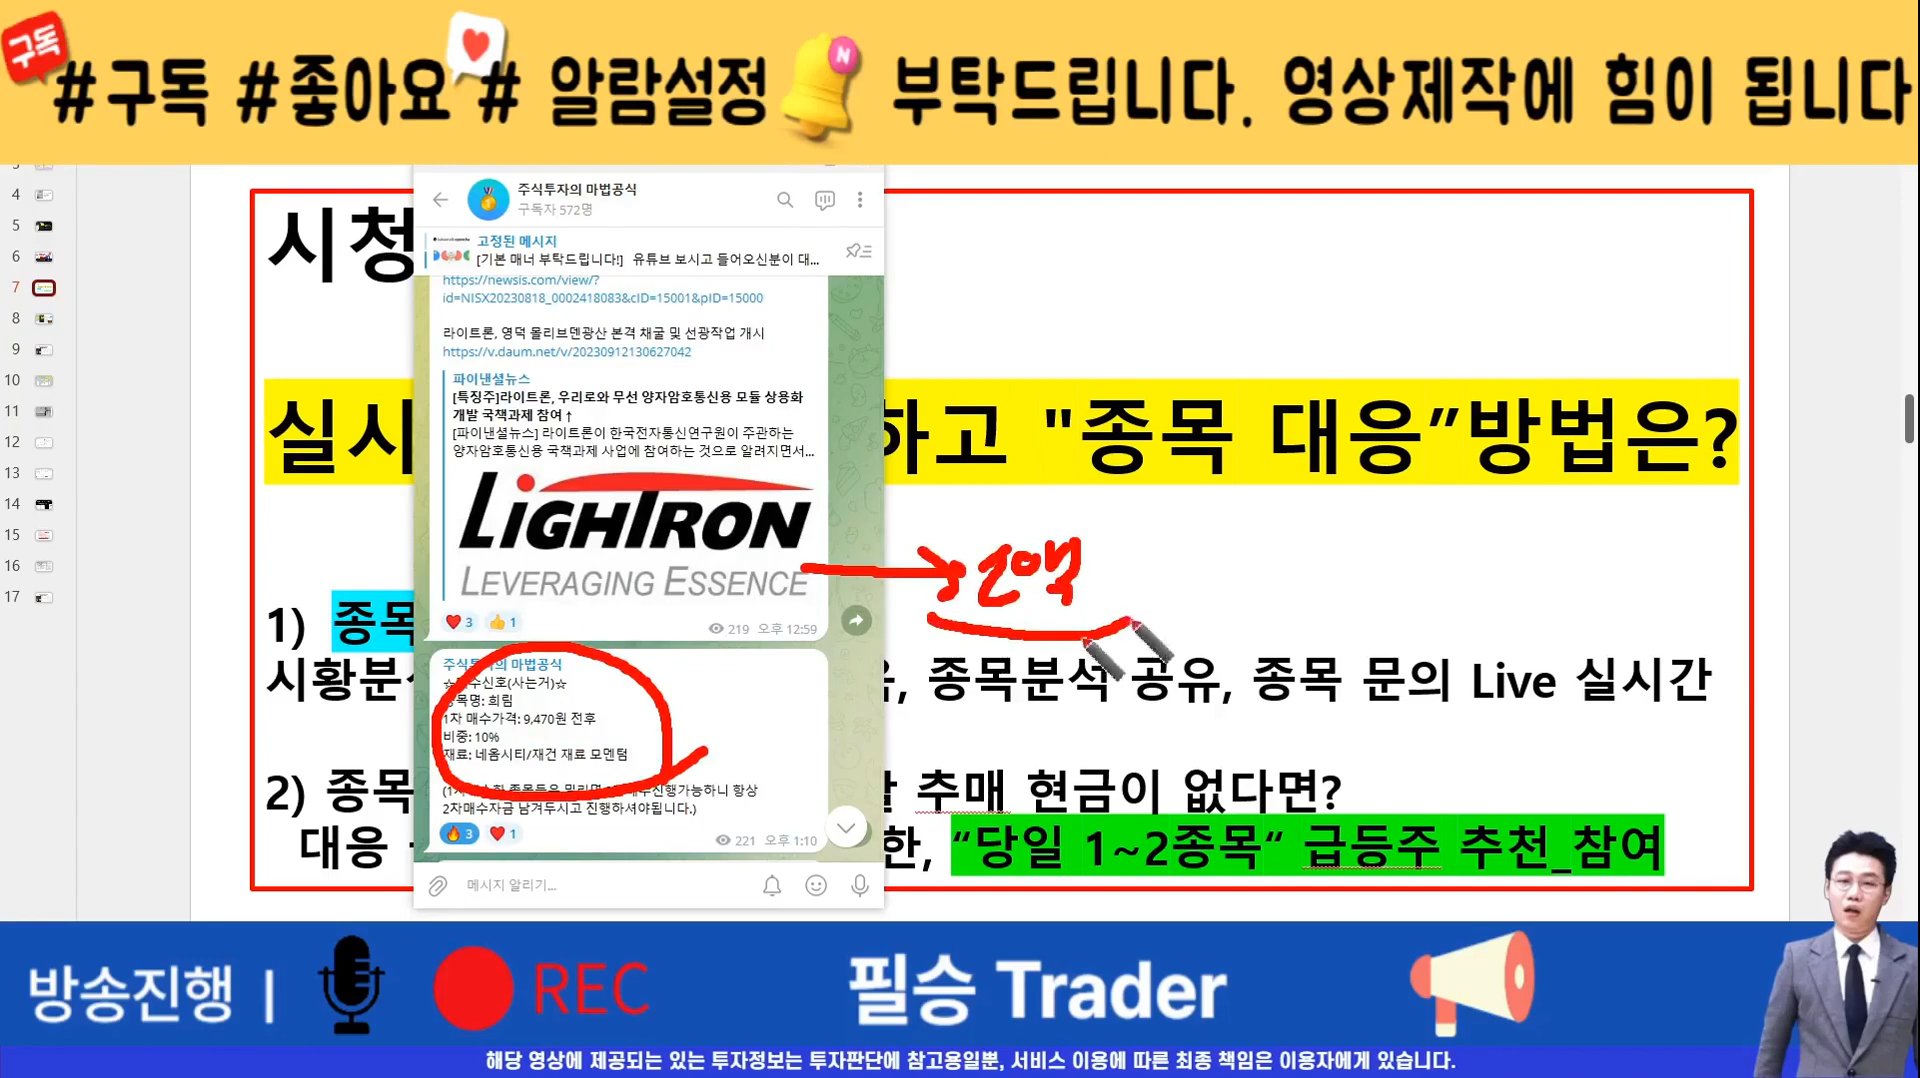 구독
#구독 #좋아요 # 알람설정 부탁드립니다. 영상제작에 힘이 됩니다
N
4
5
6
7
8
9
10
11
12
13
14
15
16
17
시청
실시
하고 "종목 대응”방법은?
1) 종목
시황분
, 종목분석 공유, 종목 문의 Live 실시간
2) 종목
추매 현금이 없다면?
대응
한, “당일 1~2종목“ 급등주 추천_참여
주식투자의 마법공식
구독자 572명
고정된 메시지
[기본 매너 부탁드립니다!] 유튜브 보시고 들어오신분이 대...
https://newsis.com/view/?
id=NISX20230818_0002418083&cID=15001&pID=15000
라이트론, 영덕 몰리브덴광산 본격 채굴 및 선광작업 개시
https://v.daum.net/v/20230912130627042
파이낸셜뉴스
[특징주]라이트론, 우리로와 무선 양자암호통신용 모듈 상용화
개발 국책과제 참여↑
[파이낸셜뉴스] 라이트론이 한국전자통신연구원이 주관하는
양자암호통신용 국책과제 사업에 참여하는 것으로 알려지면서...
LIGHTRON
LEVERAGING ESSENCE
3 1
219 오후 12:59
주식투자의 마법공식
☆매수신호(사는거)☆
종목명: 희림
1차 매수가격: 9,470원 전후
비중: 10%
재료: 네옴시티/재건 재료 모멘텀
2차매수자금 남겨두시고 진행하셔야됩니다.)
3 1
221 오후 1:10
메시지 알리기...
방송진행 |
REC
필승 Trader
해당 영상에 제공되는 있는 투자정보는 투자판단에 참고용일뿐, 서비스 이용에 따른 최종 책임은 이용자에게 있습니다.